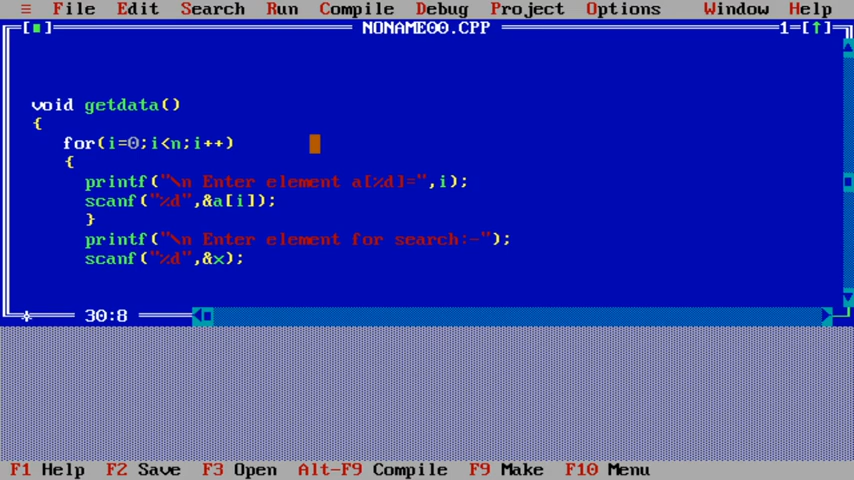 ≡ File Edit Search Run Compile Debug Project Options Window Help
[■] NONAME00.CPP 1=[↑]
void getdata()
{
for(i=0;i<n;i++)
{
printf("\n Enter element a[%d]=",i);
scanf("%d",&a[i]);
}
printf("\n Enter element for search:-");
scanf("%d",&x);
* 30:8
F1 Help F2 Save F3 Open Alt-F9 Compile F9 Make F10 Menu